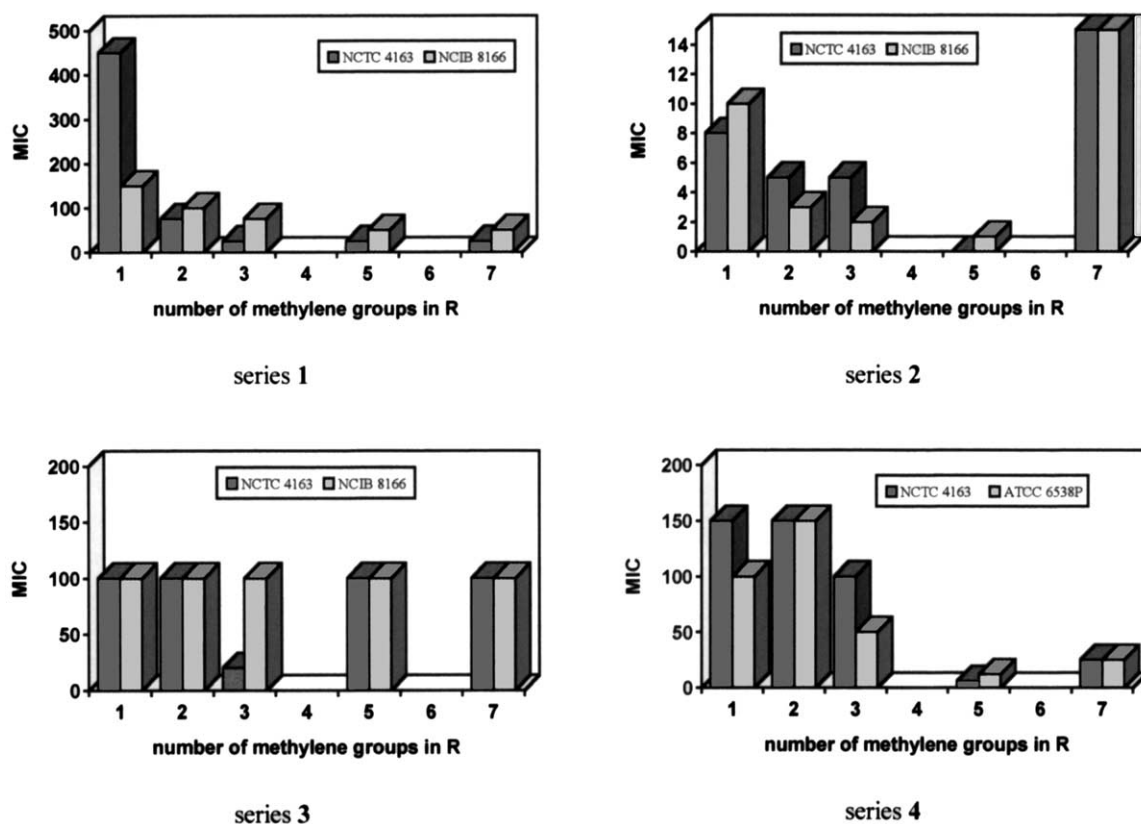 500
400
300
200
100
0
MIC
NCTC 4163 NCIB 8166
1 2 3 4 5 6 7
number of methylene groups in R
series 1
14
12
10
8
6
4
2
0
MIC
NCTC 4163 NCIB 8166
1 2 3 4 5 6 7
number of methylene groups in R
series 2
200
150
100
50
0
MIC
NCTC 4163 NCIB 8166
1 2 3 4 5 6 7
number of methylene groups in R
series 3
200
150
100
50
0
MIC
NCTC 4163 ATCC 6538P
1 2 3 4 5 6 7
number of methylene groups in R
series 4